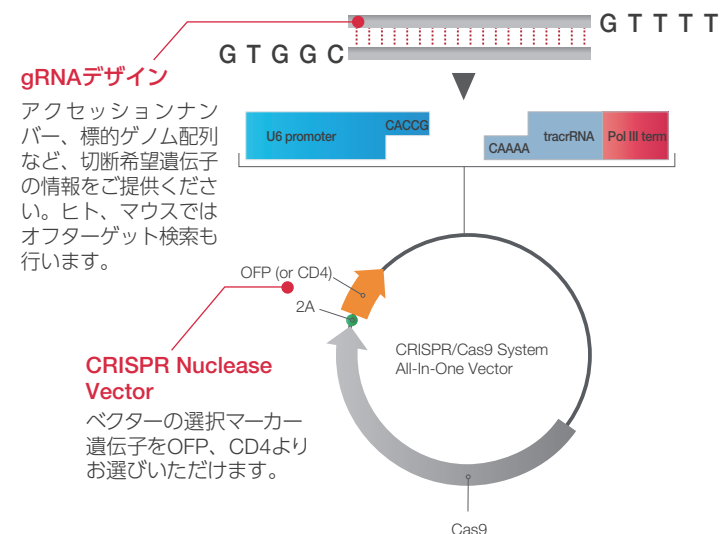 GTTTT
GTGGC
gRNAデザイン
アクセッションナン
バー、標的ゲノム配列
など、切断希望遺伝子
の情報をご提供くださ
い。ヒト、マウスでは
オフターゲット検索も
行います。
U6 promoter
CACCG
CAAAA
tracrRNA
Pol III term
OFP (or CD4)
2A
CRISPR/Cas9 System
All-In-One Vector
CRISPR Nuclease
Vector
ベクターの選択マーカー
遺伝子をOFP、CD4より
お選びいただけます。
Cas9